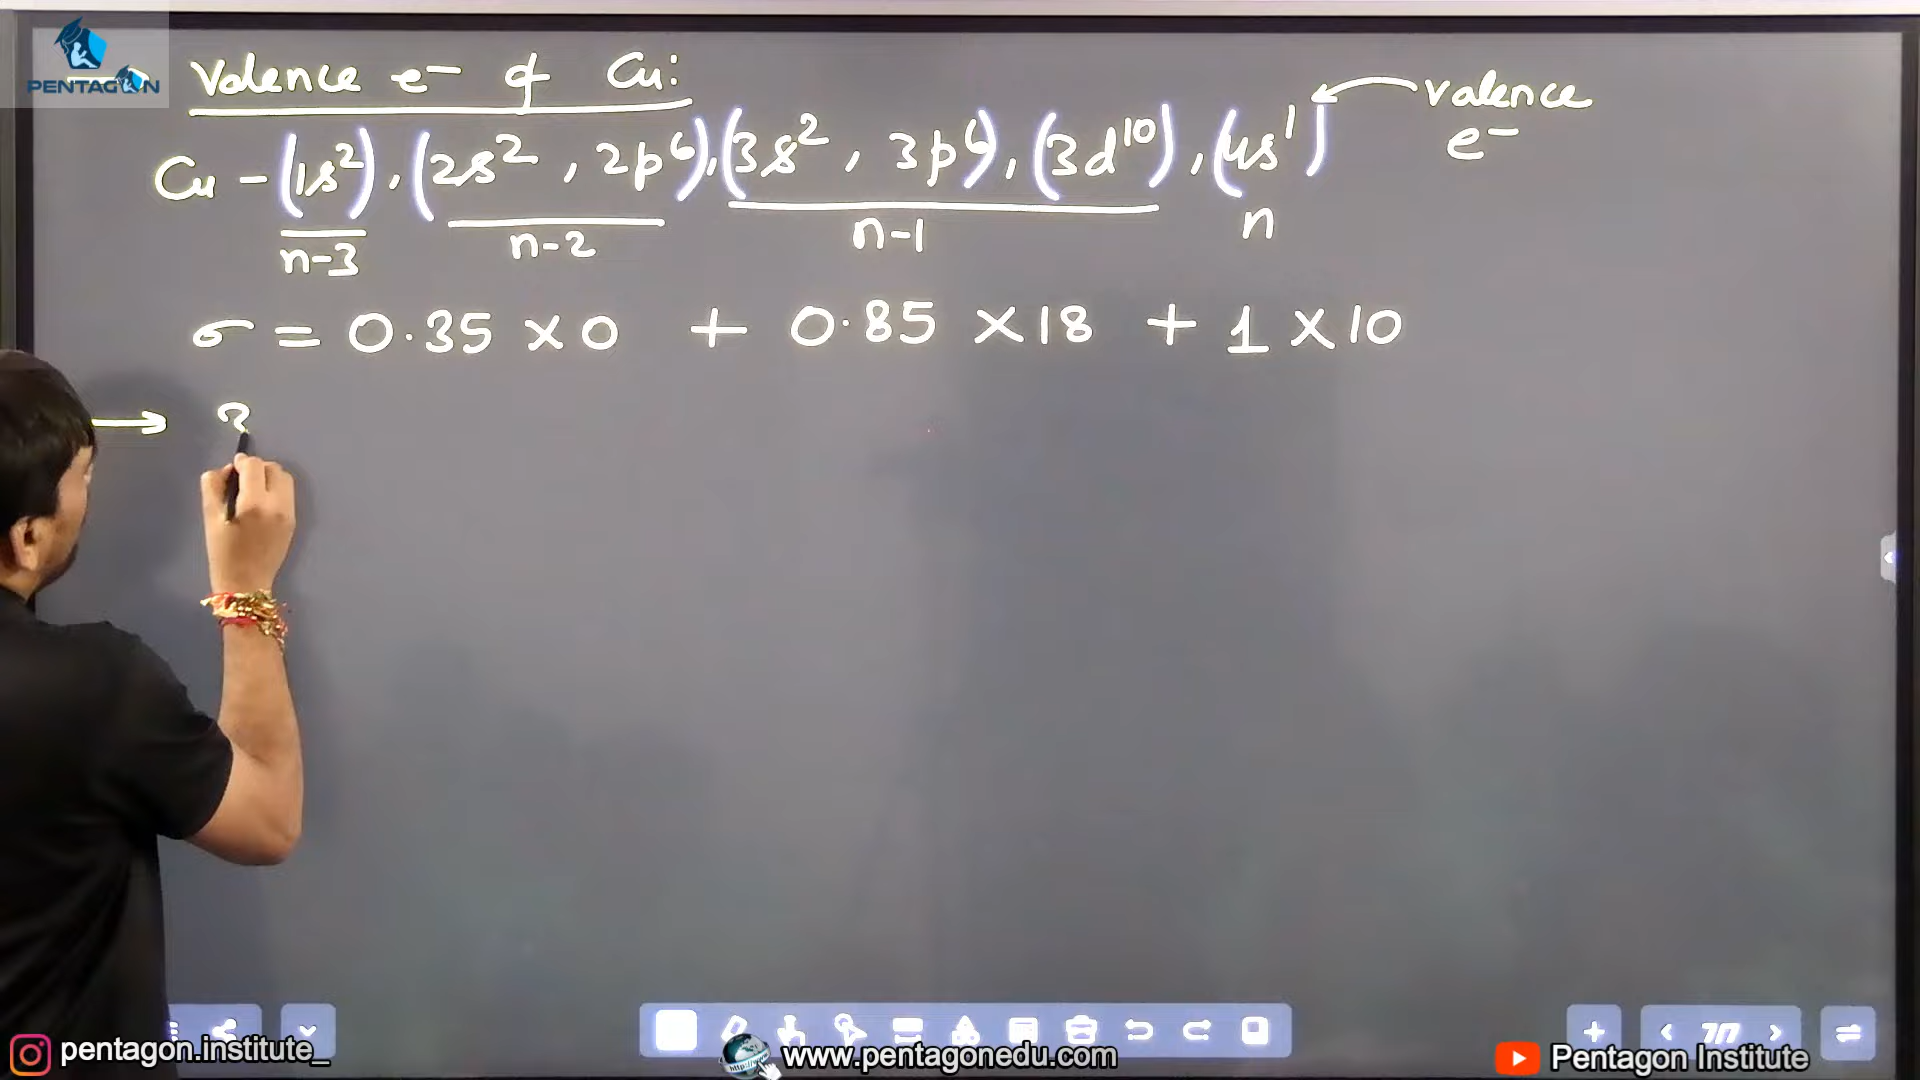 PENTAGON
Valence e⁻ of Cu:
valence
e⁻
Cu - (1s²), (2s², 2p⁶), (3s², 3p⁶), (3d¹⁰), (4s¹)
n-3 n-2 n-1 n
σ = 0.35 × 0 + 0.85 × 18 + 1 × 10
→
7/7
pentagon.institute_
www.pentagonedu.com
Pentagon Institute